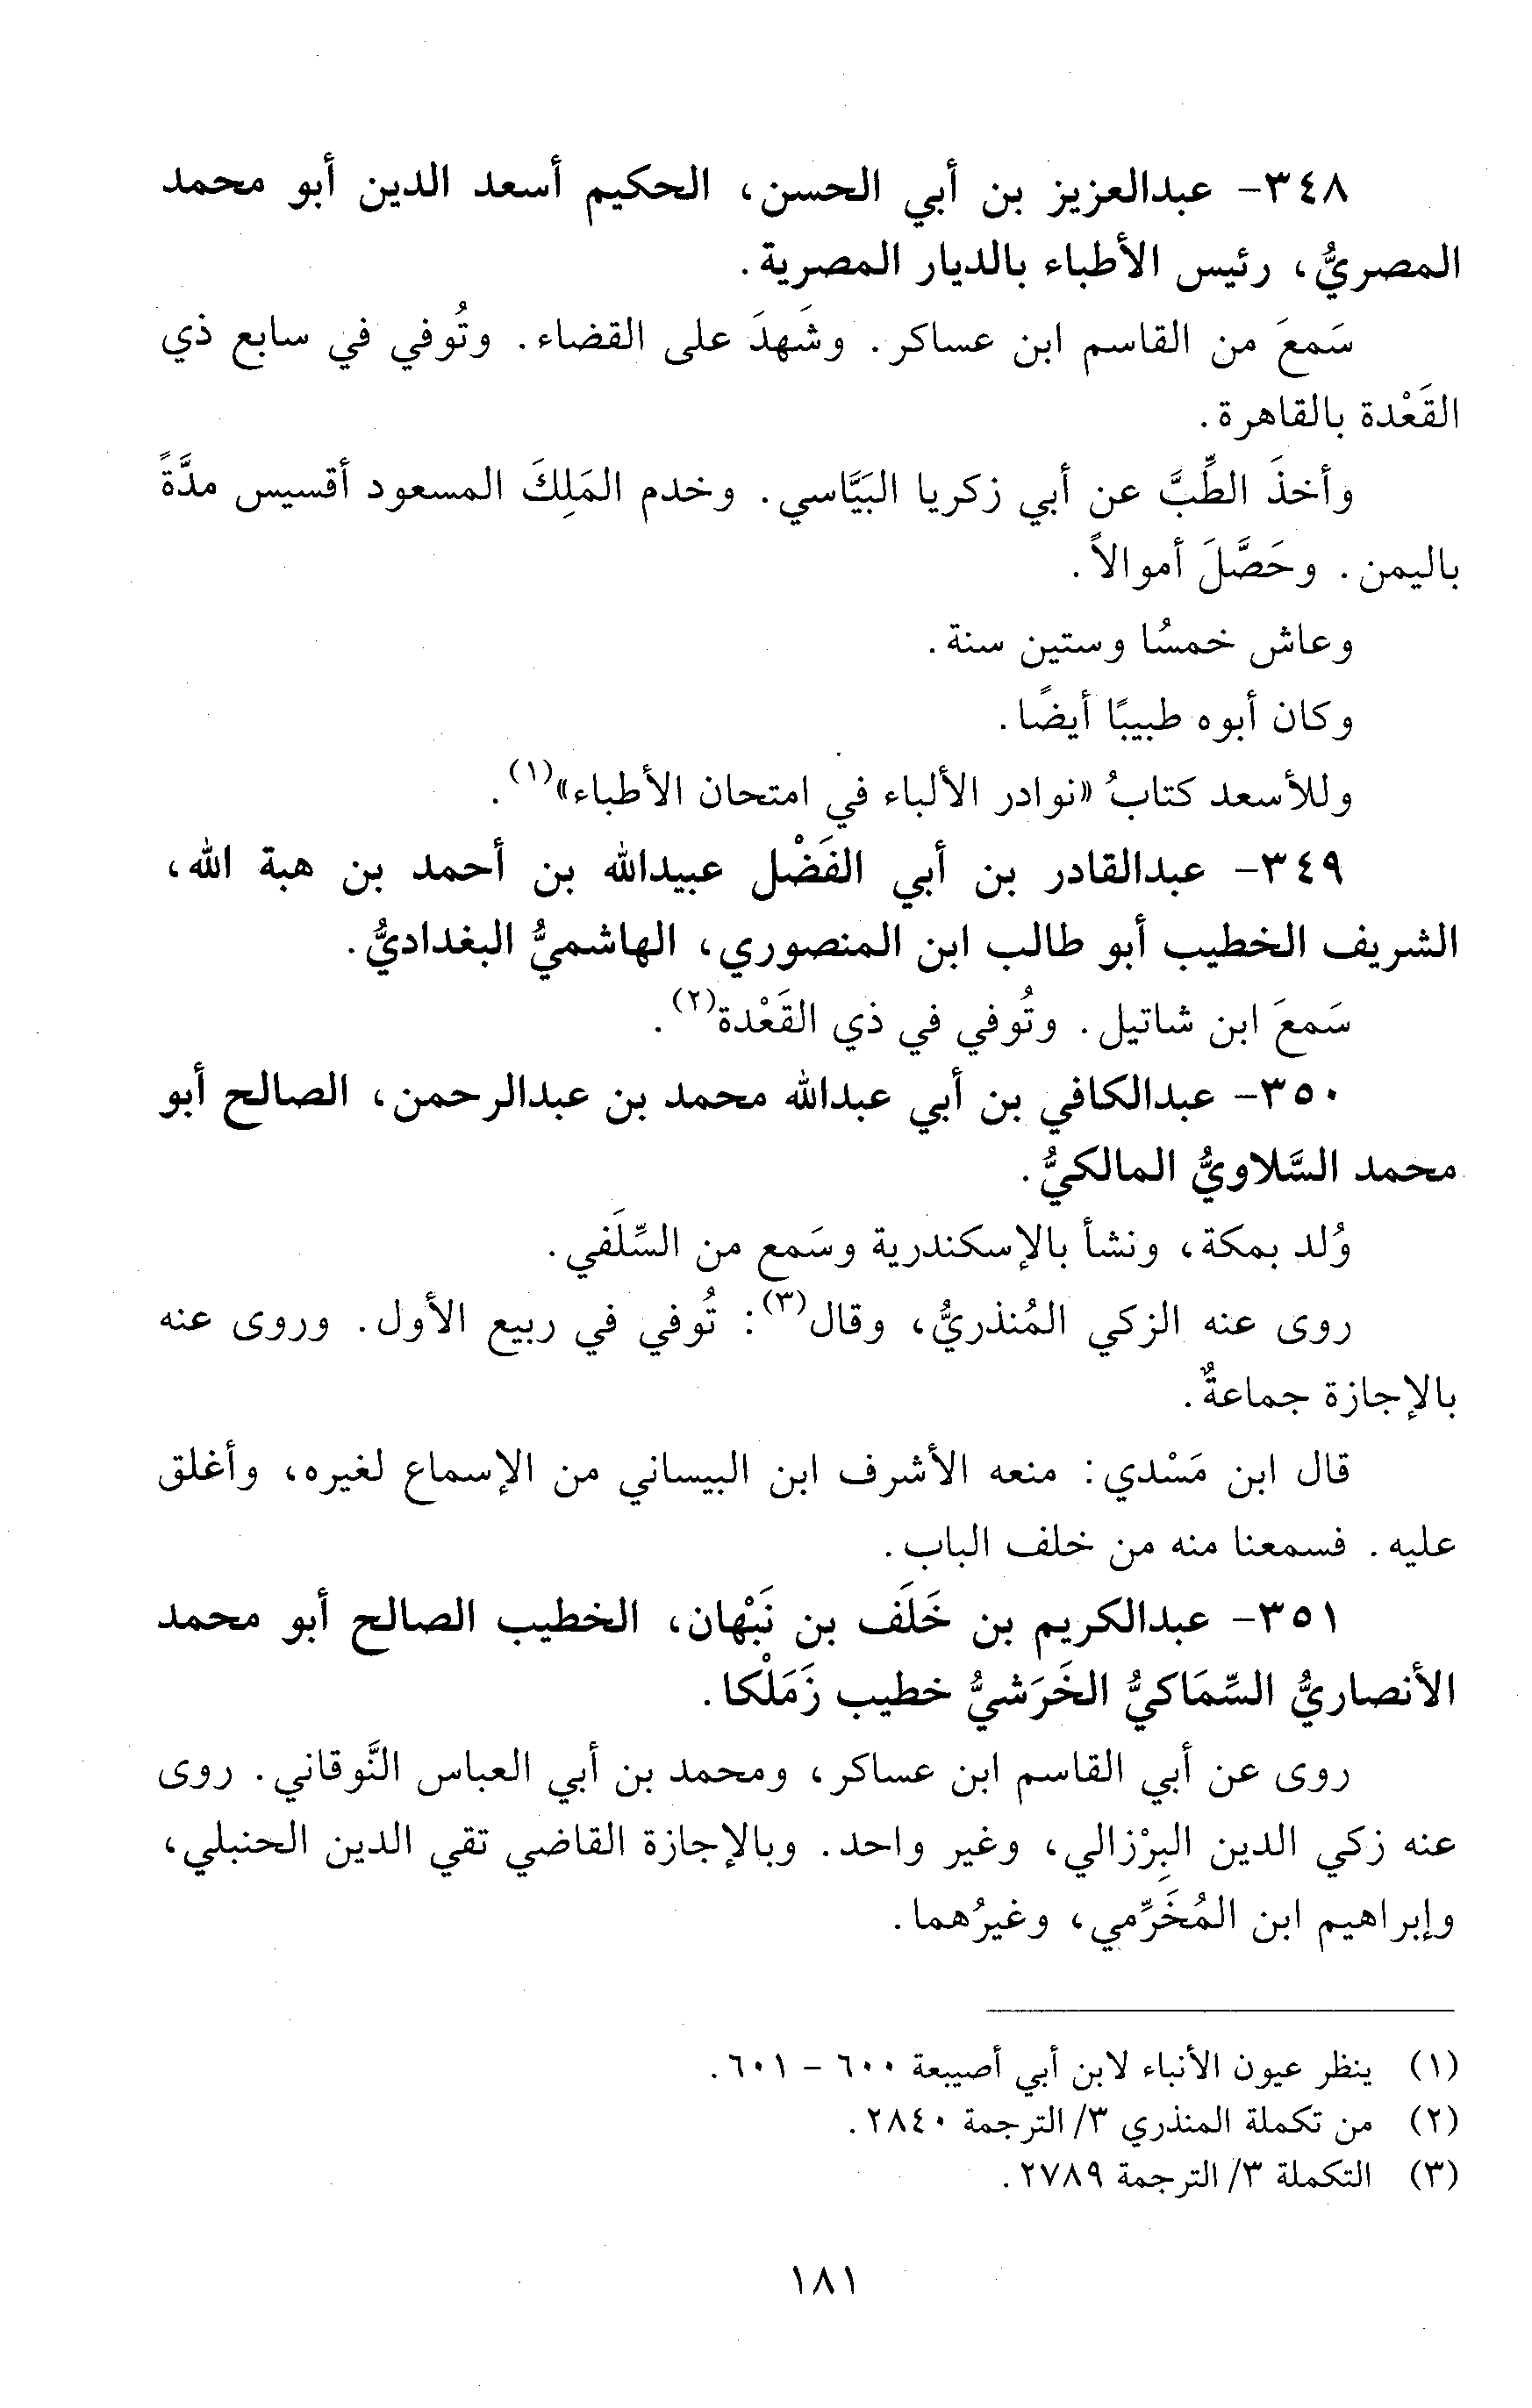 ٣٤٨- عبدالعزيز بن أبي الحسن، الحكيم أسعد الدين أبو محمد
المصريُّ، رئيس الأطباء بالديار المصرية.
سَمعَ من القاسم ابن عساكر. وشَهدَ على القضاء. وتُوفي في سابع ذي
القَعْدة بالقاهرة.
وأخذَ الطِّبَّ عن أبي زكريا البَيَّاسي. وخدم المَلِكَ المسعود أقسيس مدَّةً
باليمن. وحَصَّلَ أموالاً.
وعاش خمسُا وستين سنة.
وكان أبوه طبيبًا أيضًا.
وللأسعد كتابُ «نوادر الألباء في امتحان الأطباء»(١).
٣٤٩- عبدالقادر بن أبي الفَضْل عبيدالله بن أحمد بن هبة الله،
الشريف الخطيب أبو طالب ابن المنصوري، الهاشميُّ البغداديُّ.
سَمعَ ابن شاتيل. وتُوفي في ذي القَعْدة(٢).
٣٥٠- عبدالكافي بن أبي عبدالله محمد بن عبدالرحمن، الصالح أبو
محمد السَّلاويُّ المالكيُّ.
وُلد بمكة، ونشأ بالإسكندرية وسَمع من السِّلَفي.
روى عنه الزكي المُنذريُّ، وقال(٣): تُوفي في ربيع الأول. وروى عنه
بالإجازة جماعةٌ.
قال ابن مَسْدي: منعه الأشرف ابن البيساني من الإسماع لغيره، وأغلق
عليه. فسمعنا منه من خلف الباب.
٣٥١- عبدالكريم بن خَلَف بن نَبْهان، الخطيب الصالح أبو محمد
الأنصاريُّ السِّمَاكيُّ الخَرَشيُّ خطيب زَمَلْكا.
روى عن أبي القاسم ابن عساكر، ومحمد بن أبي العباس النَّوقاني. روى
عنه زكي الدين البِرْزالي، وغير واحد. وبالإجازة القاضي تقي الدين الحنبلي،
وإبراهيم ابن المُخَرِّمي، وغيرُهما.
(١) ينظر عيون الأنباء لابن أبي أصيبعة ٦٠٠ - ٦٠١.
(٢) من تكملة المنذري ٣/ الترجمة ٢٨٤٠.
(٣) التكملة ٣/ الترجمة ٢٧٨٩.
١٨١